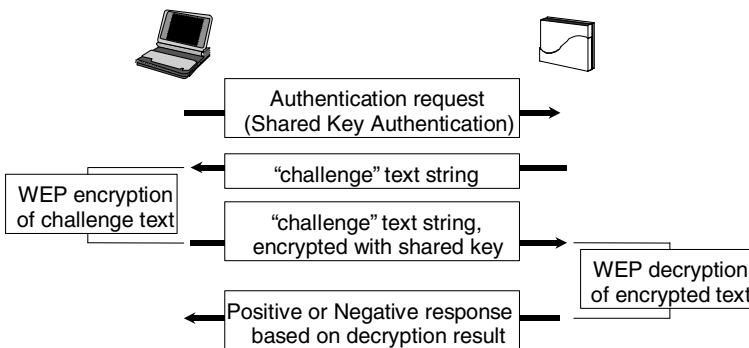 Authentication request
(Shared Key Authentication)
“challenge” text string
WEP encryption
of challenge text
“challenge” text string,
encrypted with shared key
WEP decryption
of encrypted text
Positive or Negative response
based on decryption result